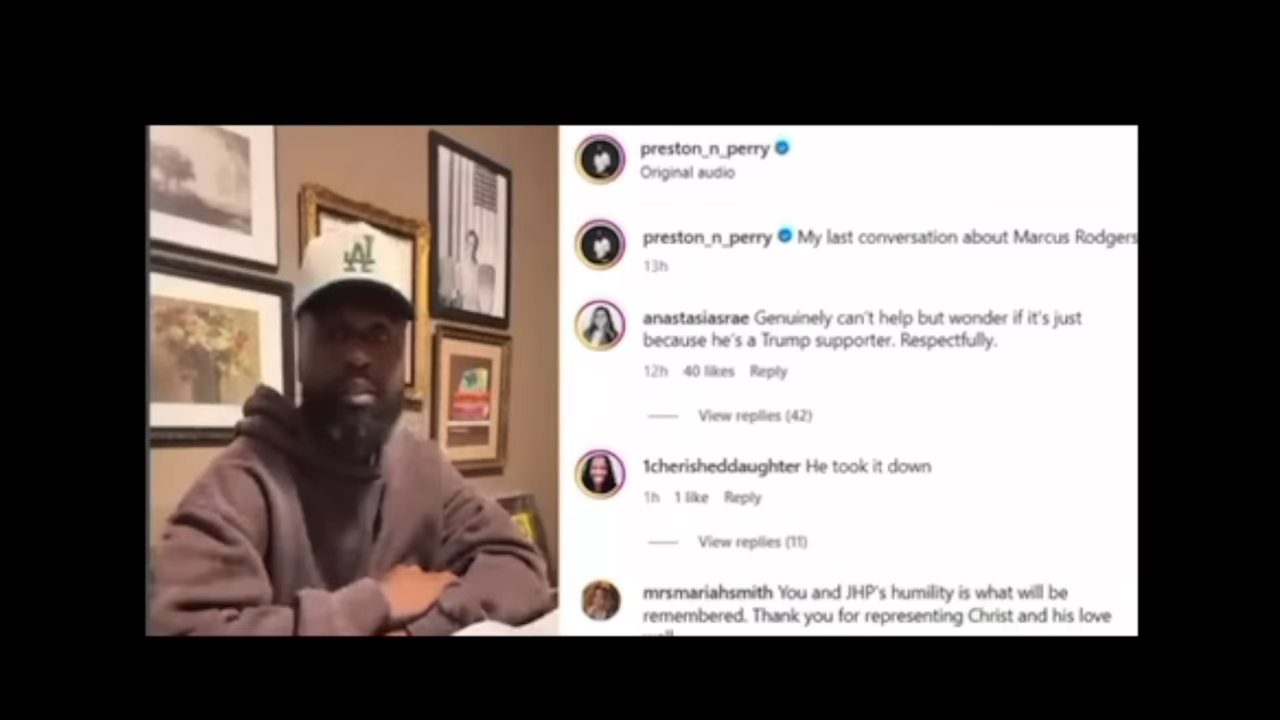 LA
preston_n_perry
Original audio
preston_n_perry My last conversation about Marcus Rodgers
13h
anastasiasrae Genuinely can't help but wonder if it's just
because he's a Trump supporter. Respectfully.
12h 40 likes Reply
View replies (42)
1cherisheddaughter He took it down
1h 1 like Reply
View replies (11)
mrsmariahsmith You and JHP's humility is what will be
remembered. Thank you for representing Christ and his love